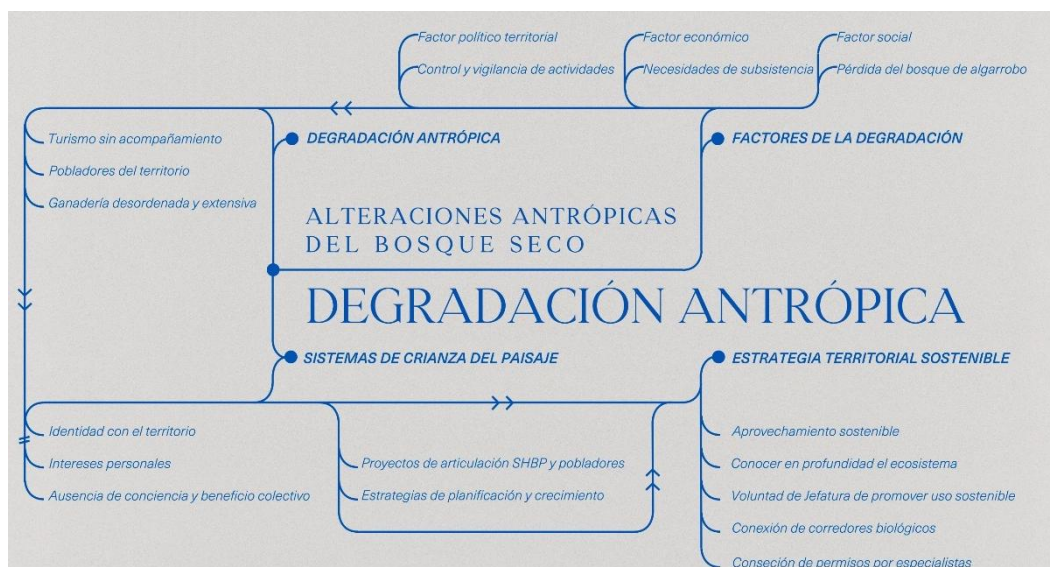 Factor político territorial
Control y vigilancia de actividades
Factor económico
Necesidades de subsistencia
Factor social
Pérdida del bosque de algarrobo
Turismo sin acompañamiento
Pobladores del territorio
Ganadería desordenada y extensiva
DEGRADACIÓN ANTRÓPICA
FACTORES DE LA DEGRADACIÓN
ALTERACIONES ANTRÓPICAS
DEL BOSQUE SECO
DEGRADACIÓN ANTRÓPICA
SISTEMAS DE CRIANZA DEL PAISAJE
ESTRATEGIA TERRITORIAL SOSTENIBLE
Identidad con el territorio
Intereses personales
Ausencia de conciencia y beneficio colectivo
Proyectos de articulación SHBP y pobladores
Estrategias de planificación y crecimiento
Aprovechamiento sostenible
Conocer en profundidad el ecosistema
Voluntad de Jefatura de promover uso sostenible
Conexión de corredores biológicos
Conseción de permisos por especialistas